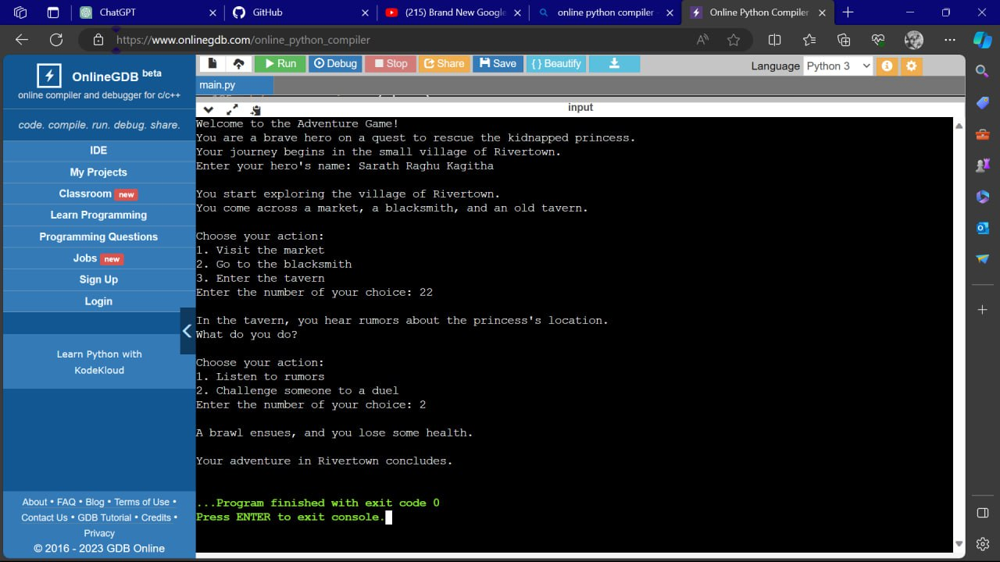 ChatGPT
GitHub
(215) Brand New Google
online python compiler -
Online Python Compiler
https://www.onlinegdb.com/online_python_compiler
OnlineGDB beta
online compiler and debugger for c/c++
code. compile. run. debug. share.
IDE
My Projects
Classroom new
Learn Programming
Programming Questions
Jobs new
Sign Up
Login
Learn Python with
KodeKloud
About • FAQ • Blog • Terms of Use •
Contact Us • GDB Tutorial • Credits •
Privacy
© 2016 - 2023 GDB Online
Run
Debug
Stop
Share
Save
{ } Beautify
Language Python 3
main.py
input
Welcome to the Adventure Game!
You are a brave hero on a quest to rescue the kidnapped princess.
Your journey begins in the small village of Rivertown.
Enter your hero's name: Sarath Raghu Kagitha
You start exploring the village of Rivertown.
You come across a market, a blacksmith, and an old tavern.
Choose your action:
1. Visit the market
2. Go to the blacksmith
3. Enter the tavern
Enter the number of your choice: 22
In the tavern, you hear rumors about the princess's location.
What do you do?
Choose your action:
1. Listen to rumors
2. Challenge someone to a duel
Enter the number of your choice: 2
A brawl ensues, and you lose some health.
Your adventure in Rivertown concludes.
...Program finished with exit code 0
Press ENTER to exit console.